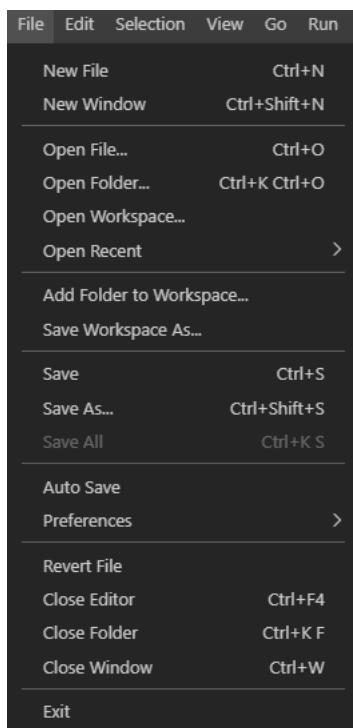 File Edit Selection View Go Run
New File Ctrl+N
New Window Ctrl+Shift+N
Open File... Ctrl+O
Open Folder... Ctrl+K Ctrl+O
Open Workspace...
Open Recent >
Add Folder to Workspace...
Save Workspace As...
Save Ctrl+S
Save As... Ctrl+Shift+S
Save All Ctrl+K S
Auto Save
Preferences >
Revert File
Close Editor Ctrl+F4
Close Folder Ctrl+K F
Close Window Ctrl+W
Exit